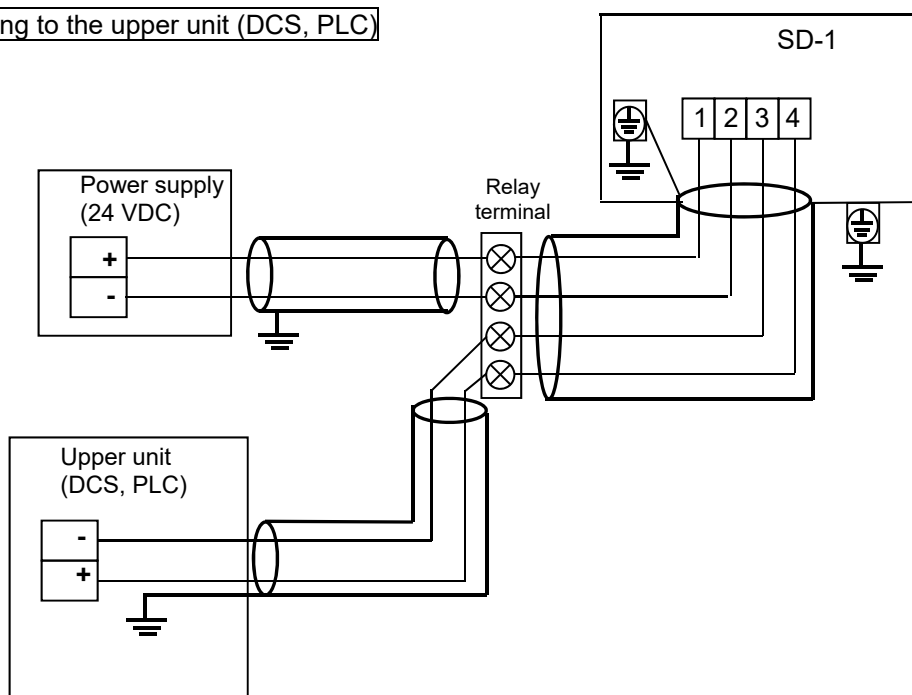 ng to the upper unit (DCS, PLC)
SD-1
1 2 3 4
Power supply
(24 VDC)
+
-
Relay
terminal
Upper unit
(DCS, PLC)
-
+